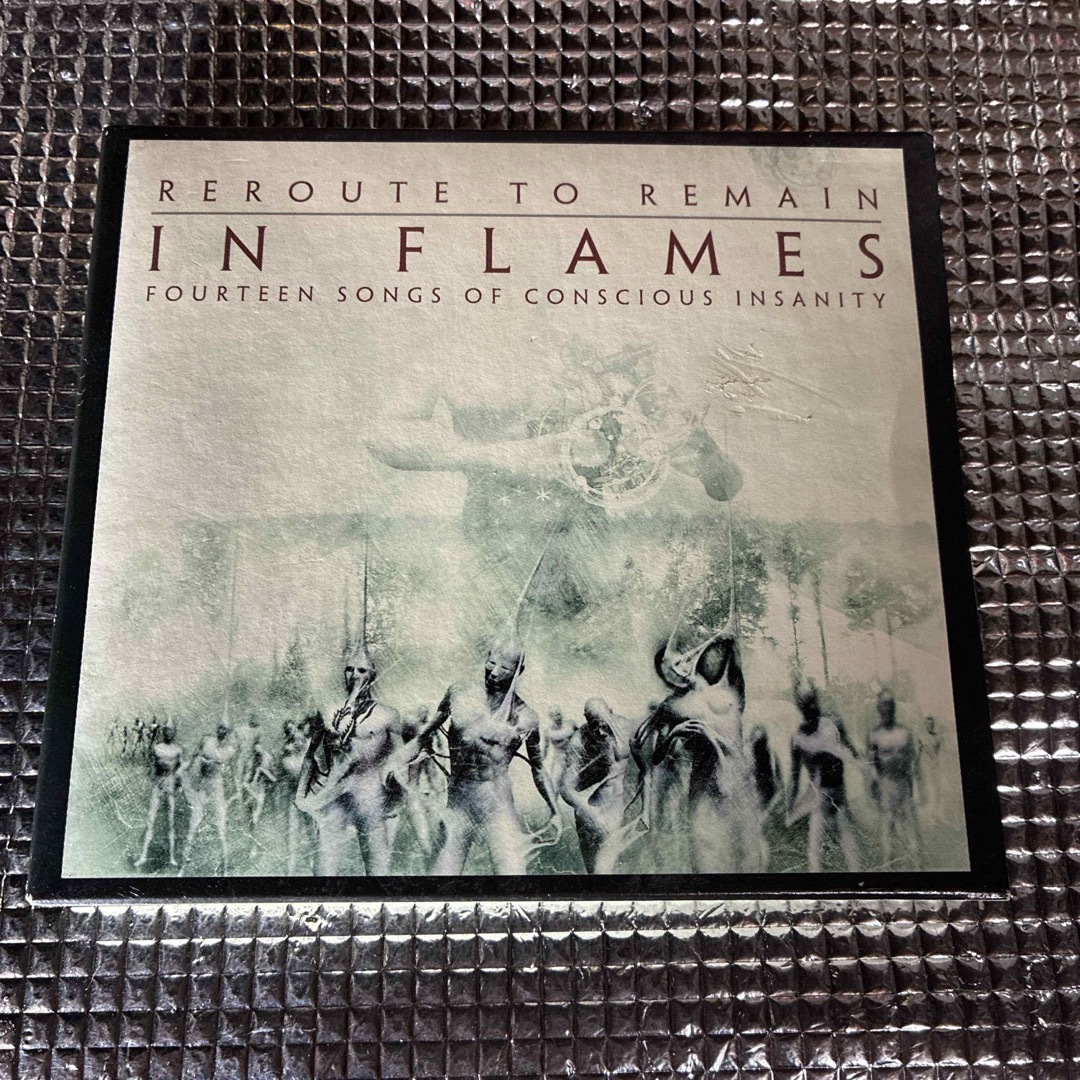 REROUTE TO REMAIN
IN FLAMES
FOURTEEN SONGS OF CONSCIOUS INSANITY